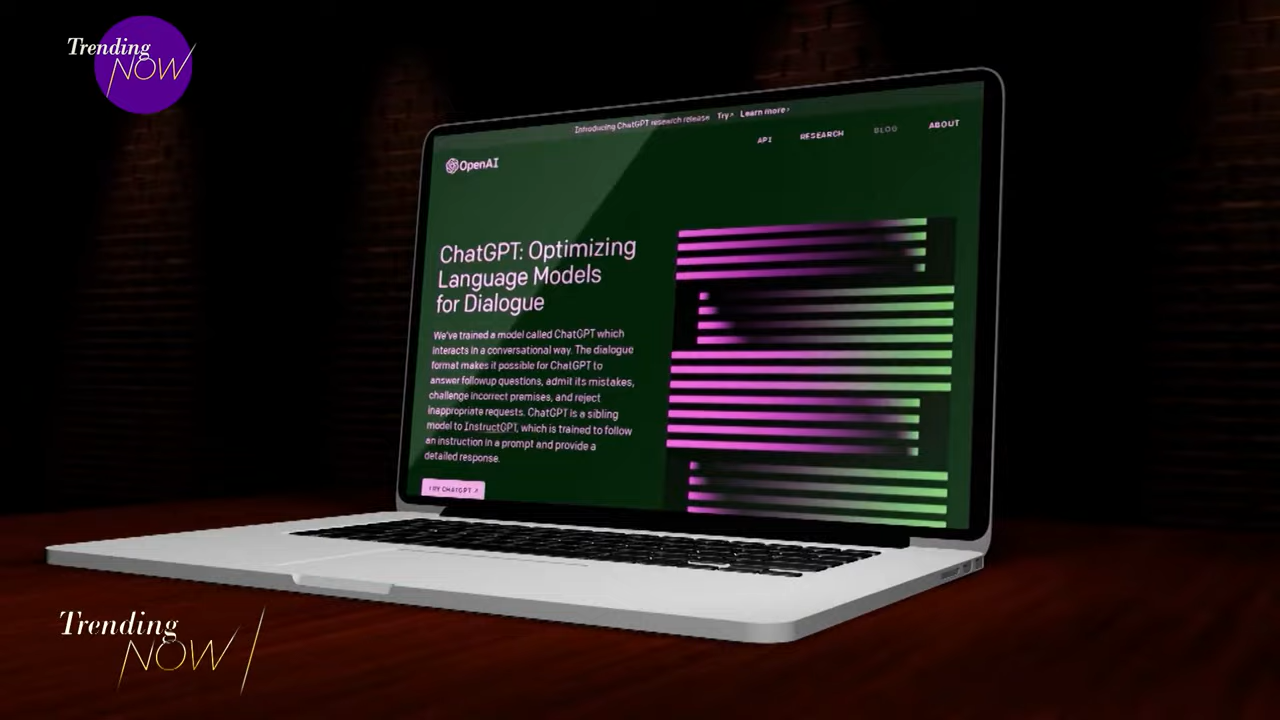 Trending
NOW
Introducing ChatGPT research release Try↗ Learn more›
API RESEARCH BLOG ABOUT
OpenAI
ChatGPT: Optimizing
Language Models
for Dialogue
We've trained a model called ChatGPT which
interacts in a conversational way. The dialogue
format makes it possible for ChatGPT to
answer followup questions, admit its mistakes,
challenge incorrect premises, and reject
inappropriate requests. ChatGPT is a sibling
model to InstructGPT, which is trained to follow
an instruction in a prompt and provide a
detailed response.
TRY CHATGPT ↗
Trending
NOW